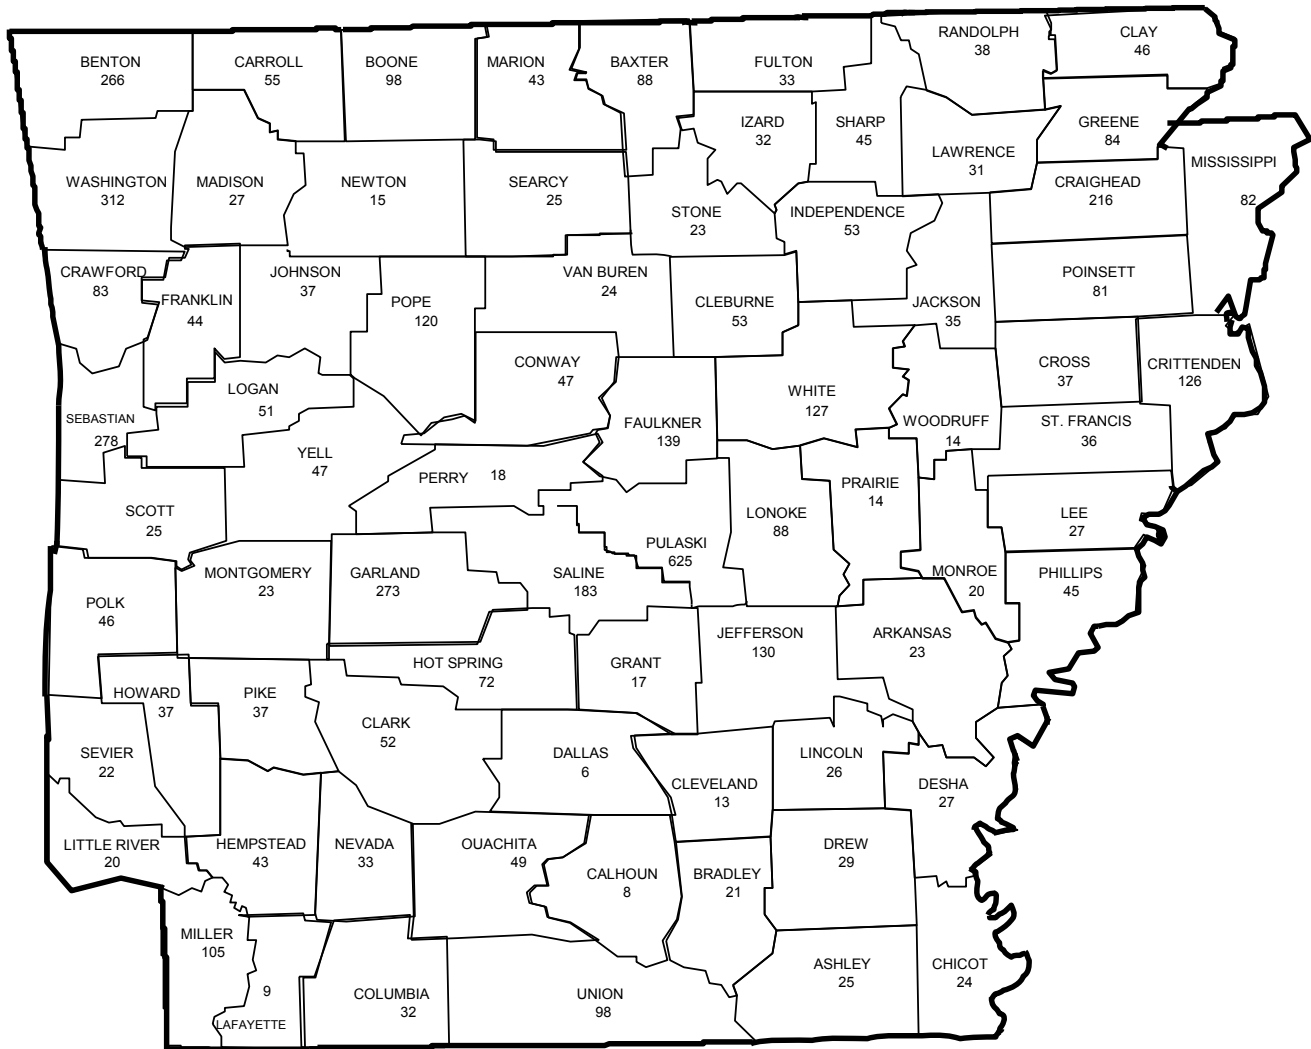 BENTON
266
CARROLL
55
BOONE
98
MARION
43
BAXTER
88
FULTON
33
RANDOLPH
38
CLAY
46
IZARD
32
SHARP
45
LAWRENCE
31
GREENE
84
MISSISSIPPI
82
WASHINGTON
312
MADISON
27
NEWTON
15
SEARCY
25
STONE
23
INDEPENDENCE
53
CRAIGHEAD
216
CRAWFORD
83
FRANKLIN
44
JOHNSON
37
POPE
120
VAN BUREN
24
CLEBURNE
53
JACKSON
35
POINSETT
81
SEBASTIAN
278
LOGAN
51
CONWAY
47
FAULKNER
139
WHITE
127
WOODRUFF
14
CROSS
37
CRITTENDEN
126
ST. FRANCIS
36
SCOTT
25
YELL
47
PERRY 18
PULASKI
625
LONOKE
88
PRAIRIE
14
LEE
27
POLK
46
MONTGOMERY
23
GARLAND
273
SALINE
183
MONROE
20
PHILLIPS
45
HOWARD
37
PIKE
37
HOT SPRING
72
GRANT
17
JEFFERSON
130
ARKANSAS
23
SEVIER
22
CLARK
52
DALLAS
6
CLEVELAND
13
LINCOLN
26
DESHA
27
LITTLE RIVER
20
HEMPSTEAD
43
NEVADA
33
OUACHITA
49
CALHOUN
8
BRADLEY
21
DREW
29
MILLER
105
9
LAFAYETTE
COLUMBIA
32
UNION
98
ASHLEY
25
CHICOT
24